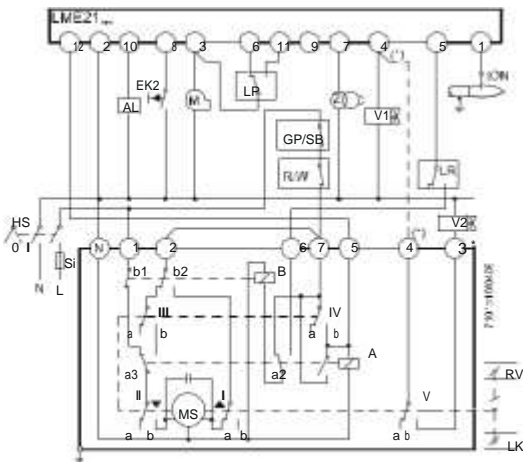 LME21...
12 2 10 8 3 6 11 9 7 4 5 1
(*)
ION
EK2
AL
M
LP
V1
GP/SB
R/W
LR
V2
HS
0 I
Si
N L
N 1 2 6 7 5 4 3
(*)
b1 b2
B
III
IV
a b
a b
A
a3
a2
II
I
V
MS
a b
a b
a b
RV
LK